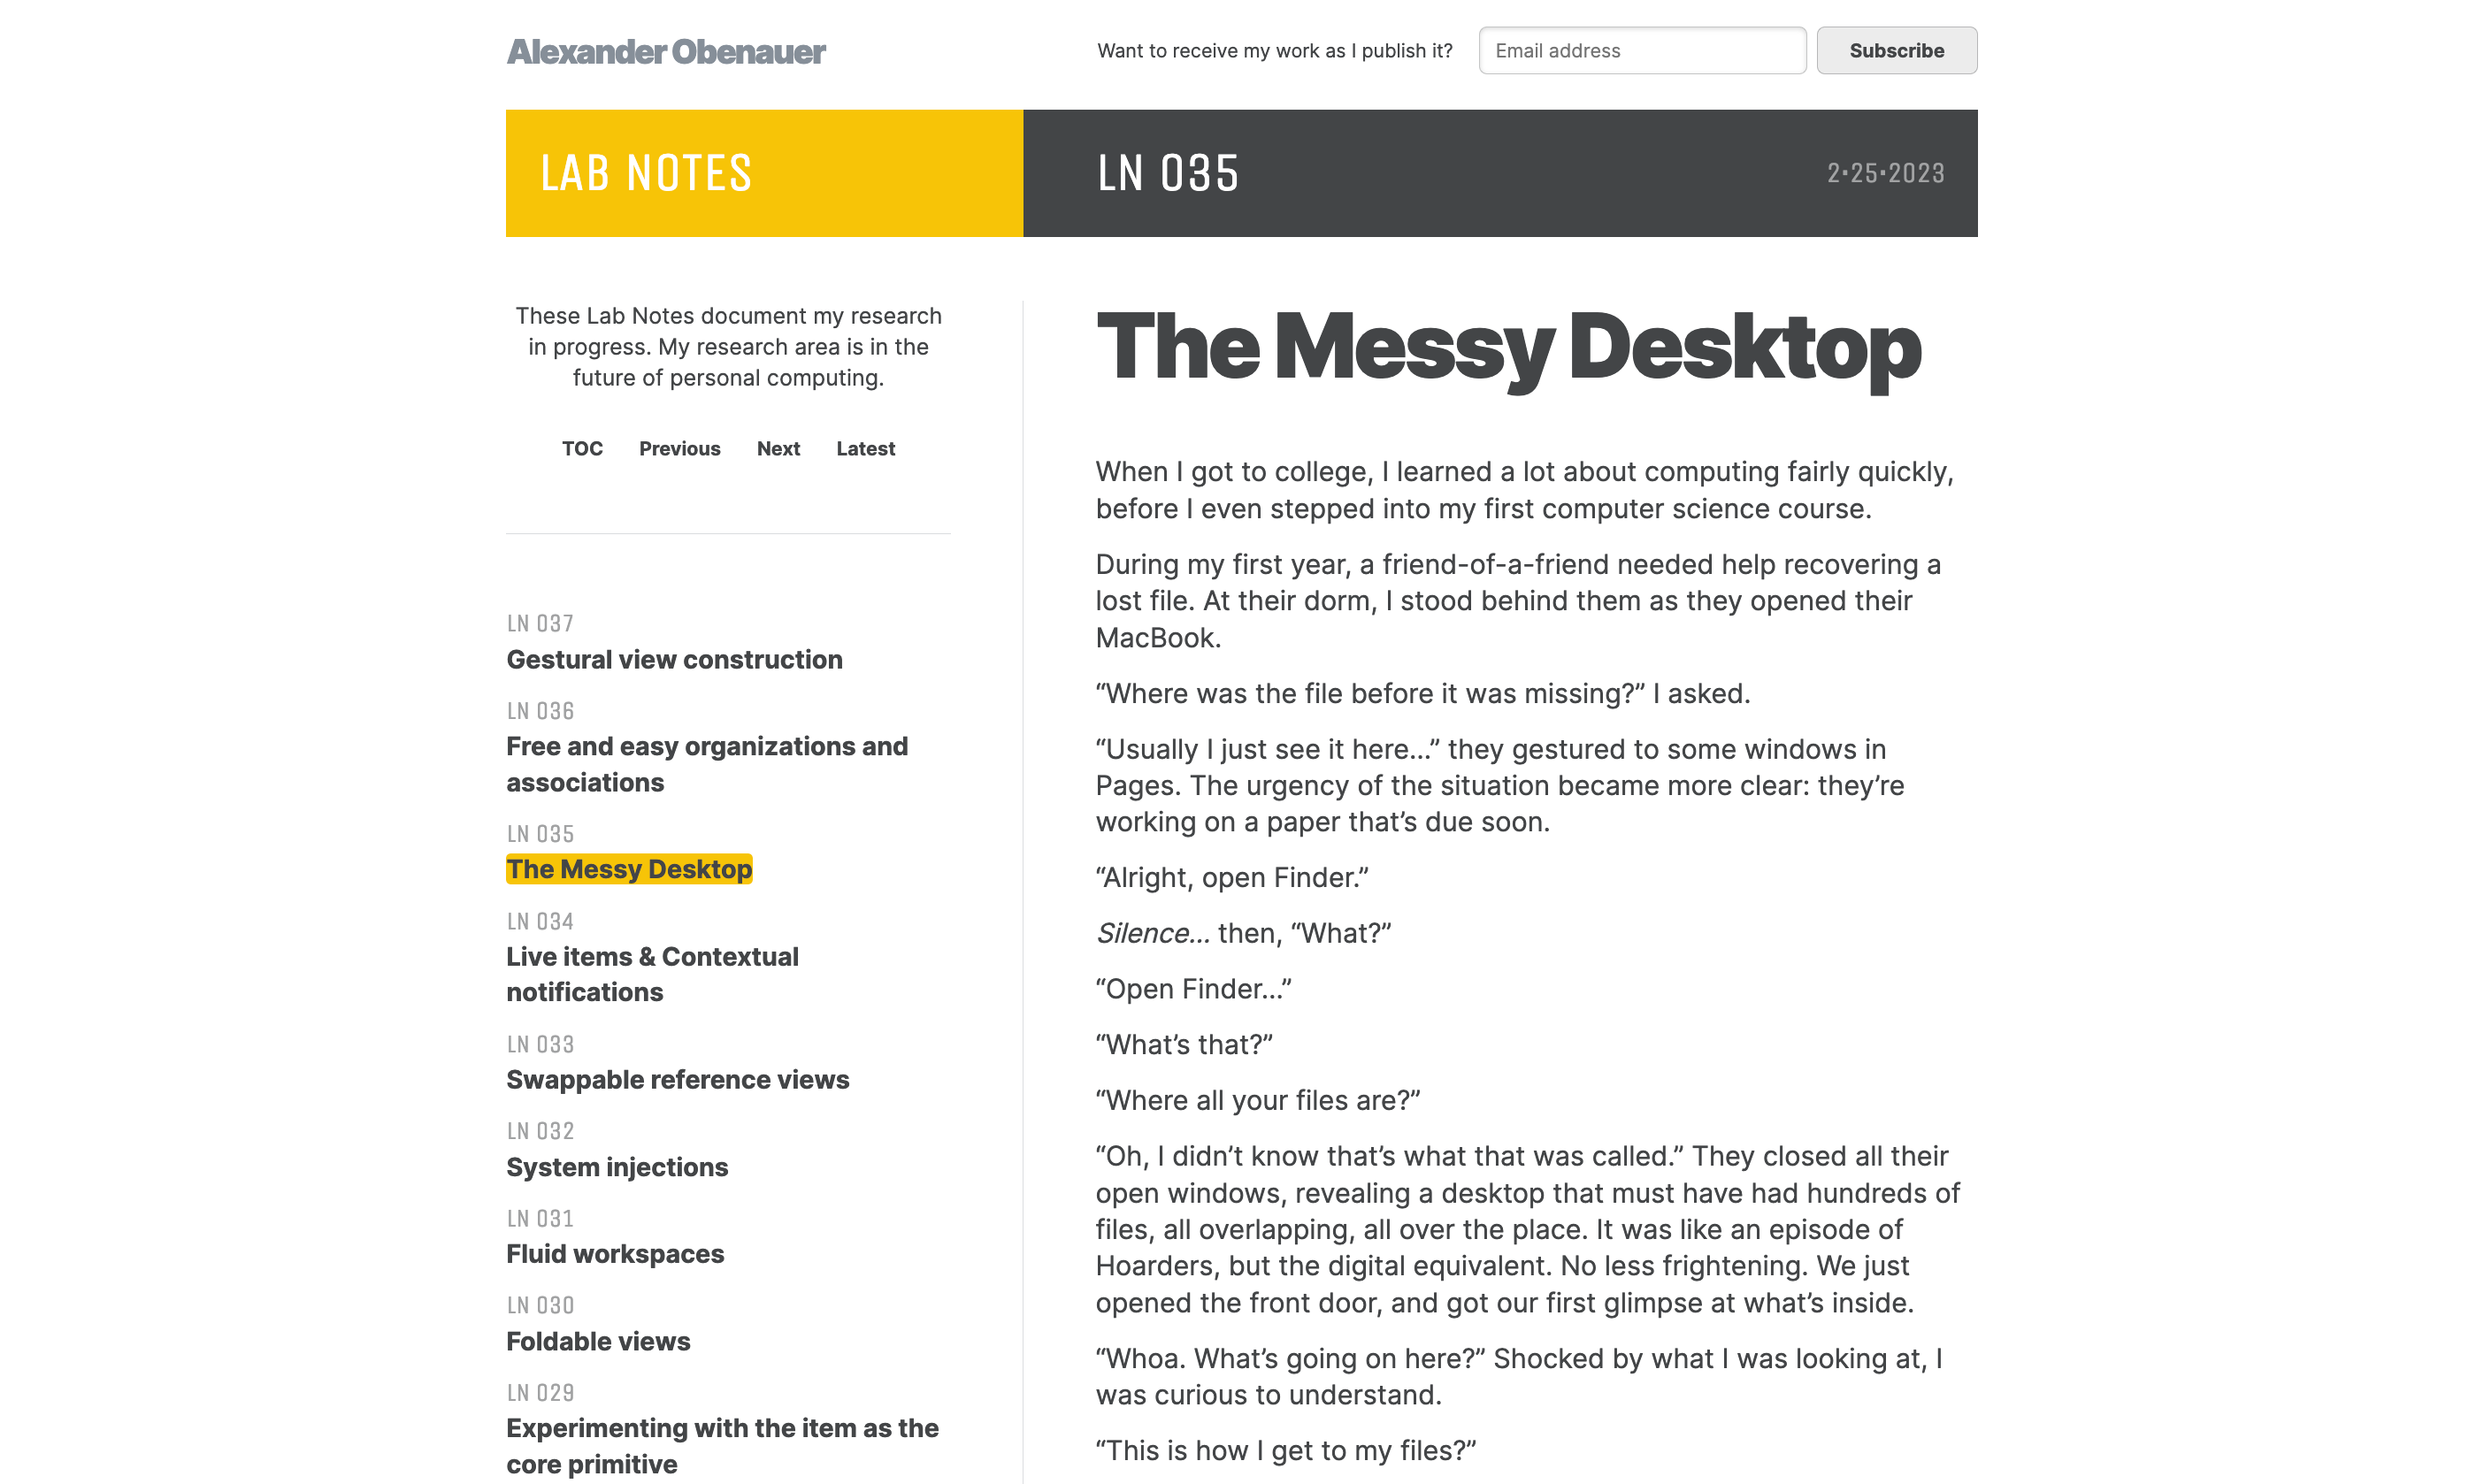 Alexander Obenauer
Want to receive my work as I publish it?
Email address
Subscribe
LAB NOTES
LN 035
2•25•2023
These Lab Notes document my research
in progress. My research area is in the
future of personal computing.
TOC
Previous
Next
Latest
LN 037
Gestural view construction
LN 036
Free and easy organizations and
associations
LN 035
The Messy Desktop
LN 034
Live items & Contextual
notifications
LN 033
Swappable reference views
LN 032
System injections
LN 031
Fluid workspaces
LN 030
Foldable views
LN 029
Experimenting with the item as the
core primitive
The Messy Desktop
When I got to college, I learned a lot about computing fairly quickly,
before I even stepped into my first computer science course.
During my first year, a friend-of-a-friend needed help recovering a
lost file. At their dorm, I stood behind them as they opened their
MacBook.
“Where was the file before it was missing?” I asked.
“Usually I just see it here…” they gestured to some windows in
Pages. The urgency of the situation became more clear: they’re
working on a paper that’s due soon.
“Alright, open Finder.”
Silence… then, “What?”
“Open Finder…”
“What’s that?”
“Where all your files are?”
“Oh, I didn’t know that’s what that was called.” They closed all their
open windows, revealing a desktop that must have had hundreds of
files, all overlapping, all over the place. It was like an episode of
Hoarders, but the digital equivalent. No less frightening. We just
opened the front door, and got our first glimpse at what’s inside.
“Whoa. What’s going on here?” Shocked by what I was looking at, I
was curious to understand.
“This is how I get to my files?”